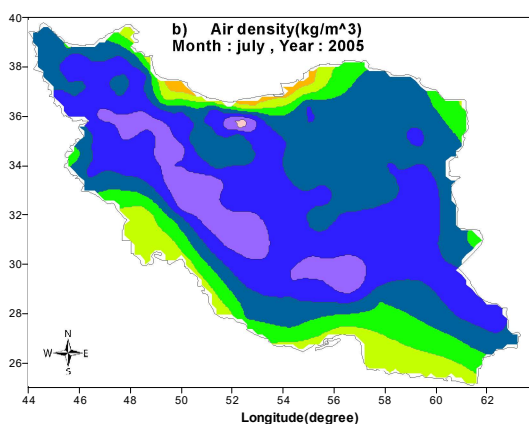 b) Air density(kg/m^3)
Month : july , Year : 2005
40
38
36
34
32
30
28
26
N
W E
S
44 46 48 50 52 54 56 58 60 62
Longitude(degree)